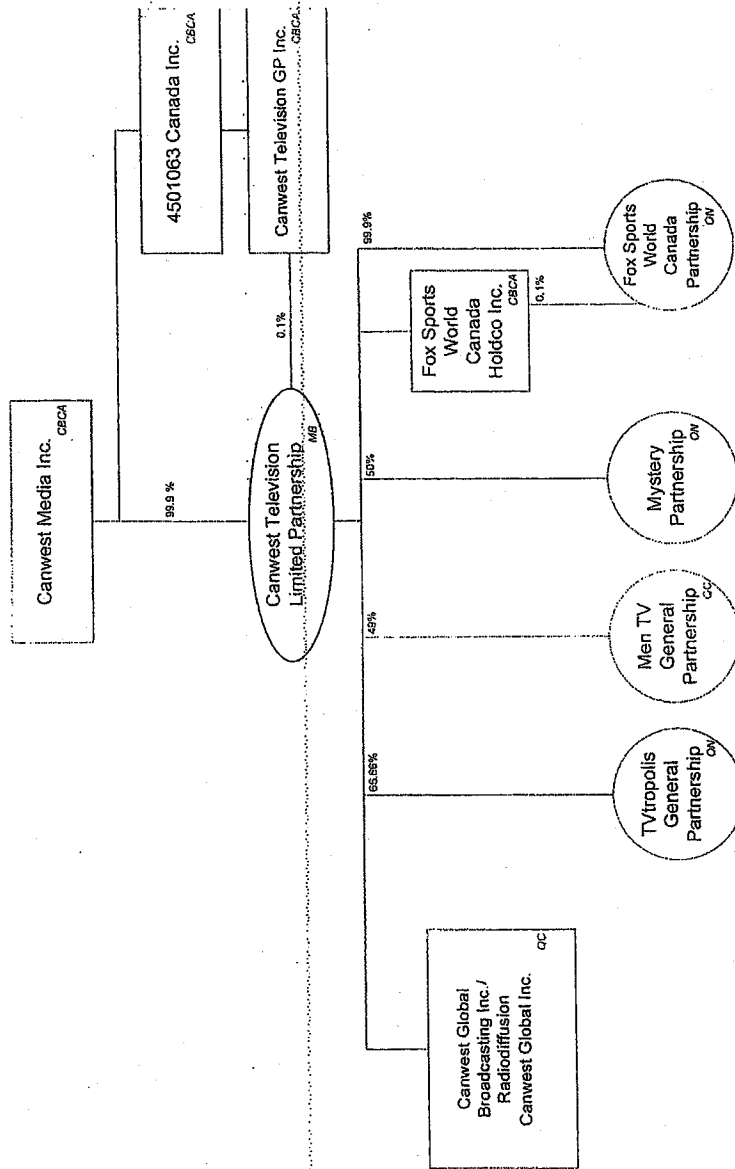 Canwest Media Inc.
CBCA
99.9 %
4501063 Canada Inc.
CBCA
Canwest Television GP Inc.
CBCA
0.1%
Canwest Television
Limited Partnership
MB
Canwest Global
Broadcasting Inc./
Radiodiffusion
Canwest Global Inc.
QC
65.66%
TVtropolis
General
Partnership
ON
49%
Men TV
General
Partnership
QC
50%
Mystery
Partnership
ON
Fox Sports
World
Canada
Holdco Inc.
CBCA
0.1%
99.9%
Fox Sports
World
Canada
Partnership
ON